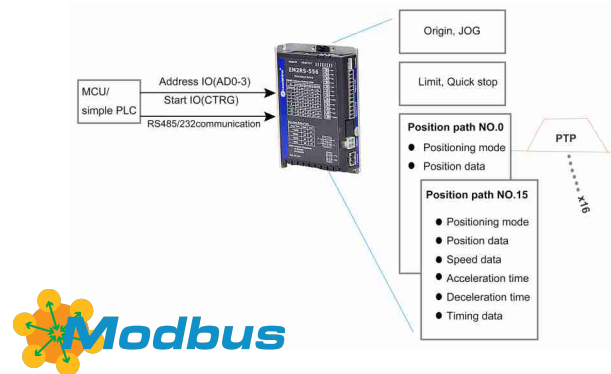 MCU/
simple PLC
Address IO(AD0-3)
Start IO(CTRG)
RS485/232communication
EM2RS-556
Origin, JOG
Limit, Quick stop
Position path NO.0
● Positioning mode
● Position data
PTP
x16
Position path NO.15
● Positioning mode
● Position data
● Speed data
● Acceleration time
● Deceleration time
● Timing data
Modbus